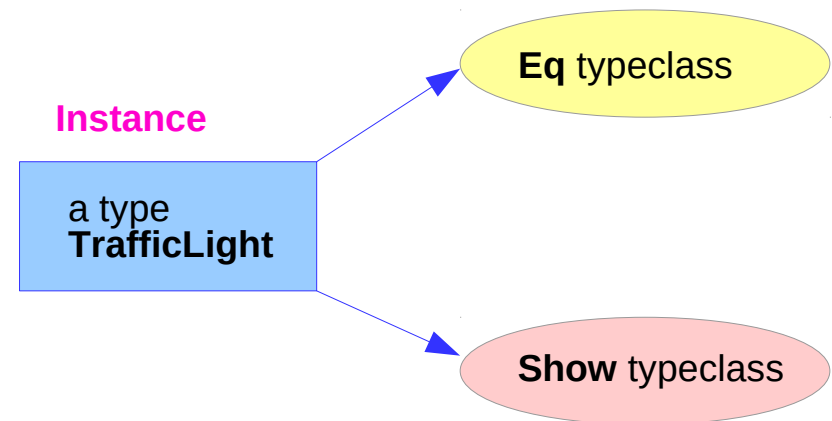 Eq typeclass
Instance
a type
TrafficLight
Show typeclass